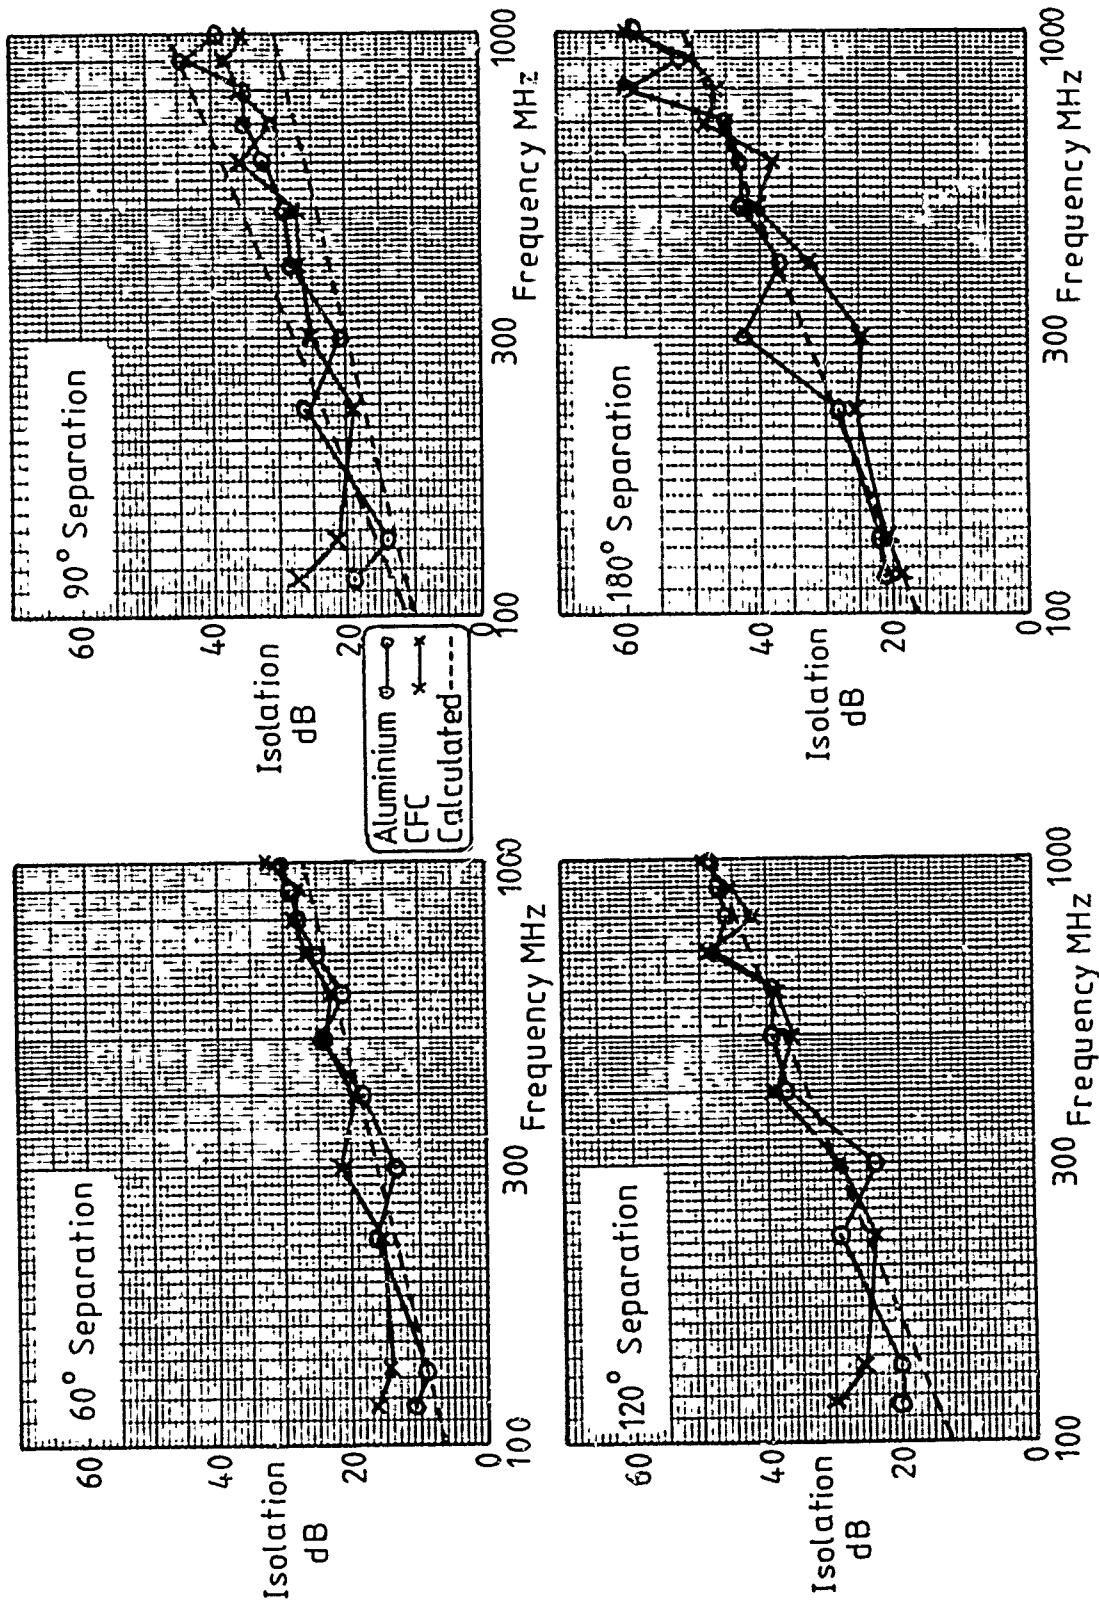 60° Separation
60
40
20
0
Isolation
dB
100
300
1000
Frequency MHz
90° Separation
60
40
20
0
Isolation
dB
100
300
1000
Frequency MHz
Aluminium
CFC
Calculated
120° Separation
60
40
20
0
Isolation
dB
100
300
1000
Frequency MHz
180° Separation
60
40
20
0
Isolation
dB
100
300
1000
Frequency MHz